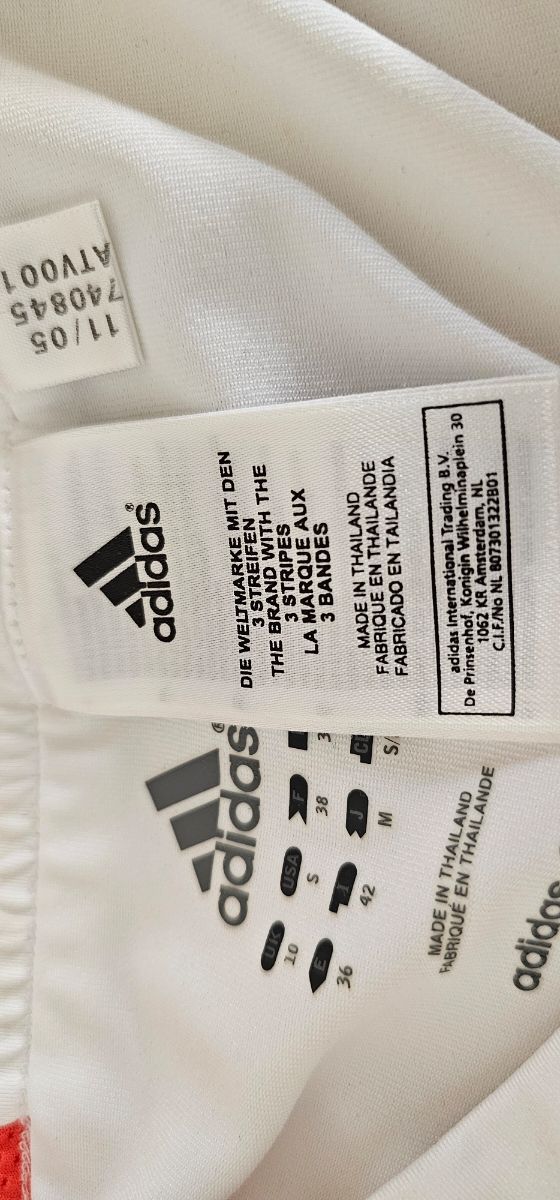 11/05
740845
ATV001
adidas®
DIE WELTMARKE MIT DEN
3 STREIFEN
THE BRAND WITH THE
3 STRIPES
LA MARQUE AUX
3 BANDES
MADE IN THAILAND
FABRIQUE EN THAILANDE
FABRICADO EN TAILANDIA
adidas International Trading B.V.
De Prinsenhof, Konigin Wilhelminaplein 30
1062 KR Amsterdam, NL
C.I.F./No NL 807301322B01
adidas®
UK USA F
10 S 38 3
E I J
36 42 M S/
MADE IN THAILAND
FABRIQUÉ EN THAILANDE
adidas